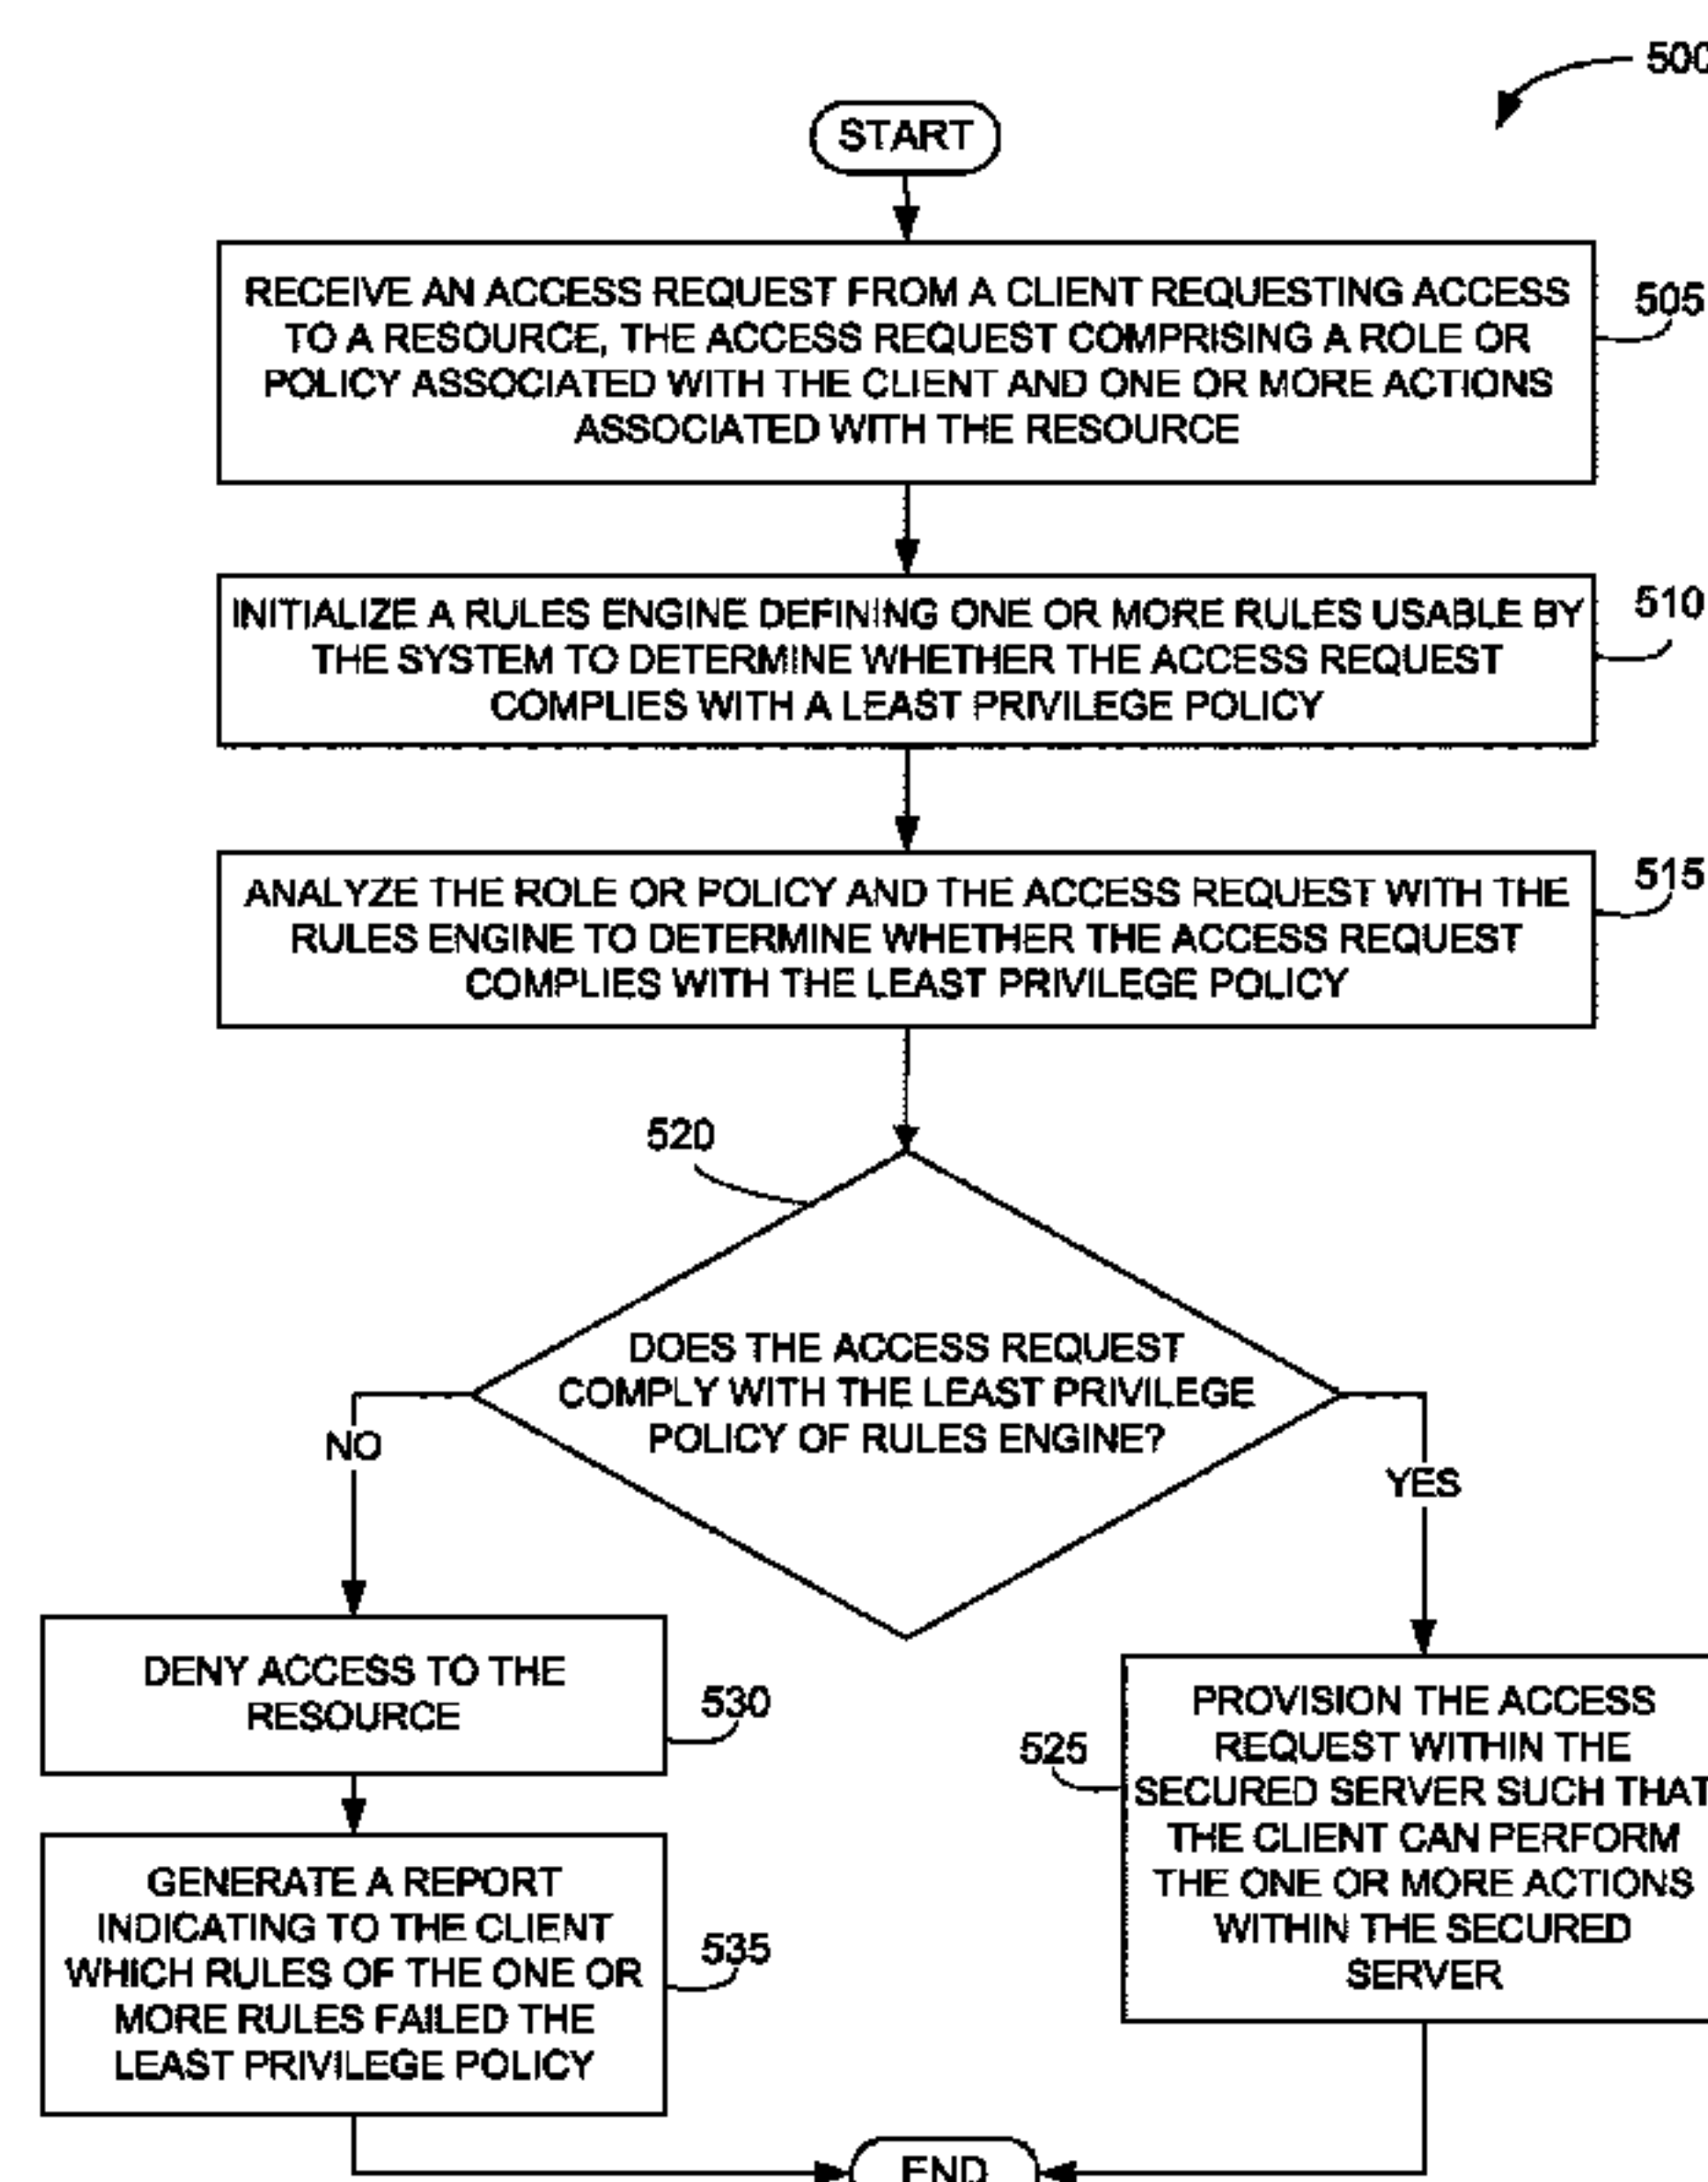 500
START
RECEIVE AN ACCESS REQUEST FROM A CLIENT REQUESTING ACCESS
TO A RESOURCE, THE ACCESS REQUEST COMPRISING A ROLE OR
POLICY ASSOCIATED WITH THE CLIENT AND ONE OR MORE ACTIONS
ASSOCIATED WITH THE RESOURCE
505
INITIALIZE A RULES ENGINE DEFINING ONE OR MORE RULES USABLE BY
THE SYSTEM TO DETERMINE WHETHER THE ACCESS REQUEST
COMPLIES WITH A LEAST PRIVILEGE POLICY
510
ANALYZE THE ROLE OR POLICY AND THE ACCESS REQUEST WITH THE
RULES ENGINE TO DETERMINE WHETHER THE ACCESS REQUEST
COMPLIES WITH THE LEAST PRIVILEGE POLICY
515
520
DOES THE ACCESS REQUEST
COMPLY WITH THE LEAST PRIVILEGE
POLICY OF RULES ENGINE?
NO
YES
DENY ACCESS TO THE
RESOURCE
530
GENERATE A REPORT
INDICATING TO THE CLIENT
WHICH RULES OF THE ONE OR
MORE RULES FAILED THE
LEAST PRIVILEGE POLICY
535
525
PROVISION THE ACCESS
REQUEST WITHIN THE
SECURED SERVER SUCH THAT
THE CLIENT CAN PERFORM
THE ONE OR MORE ACTIONS
WITHIN THE SECURED
SERVER
END